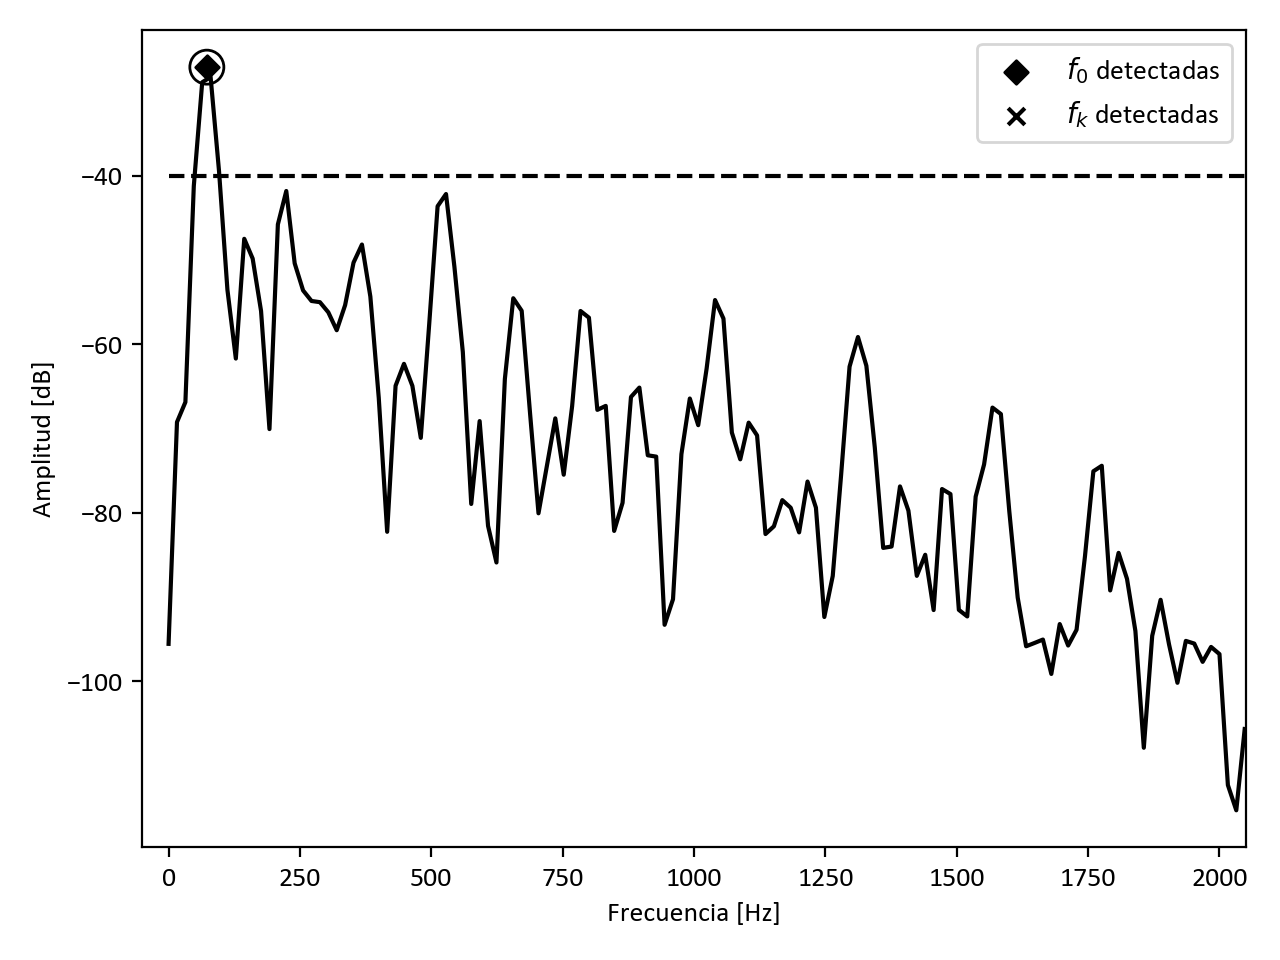 f₀ detectadas
fₖ detectadas
−40
−60
−80
−100
Amplitud [dB]
0 250 500 750 1000 1250 1500 1750 2000
Frecuencia [Hz]